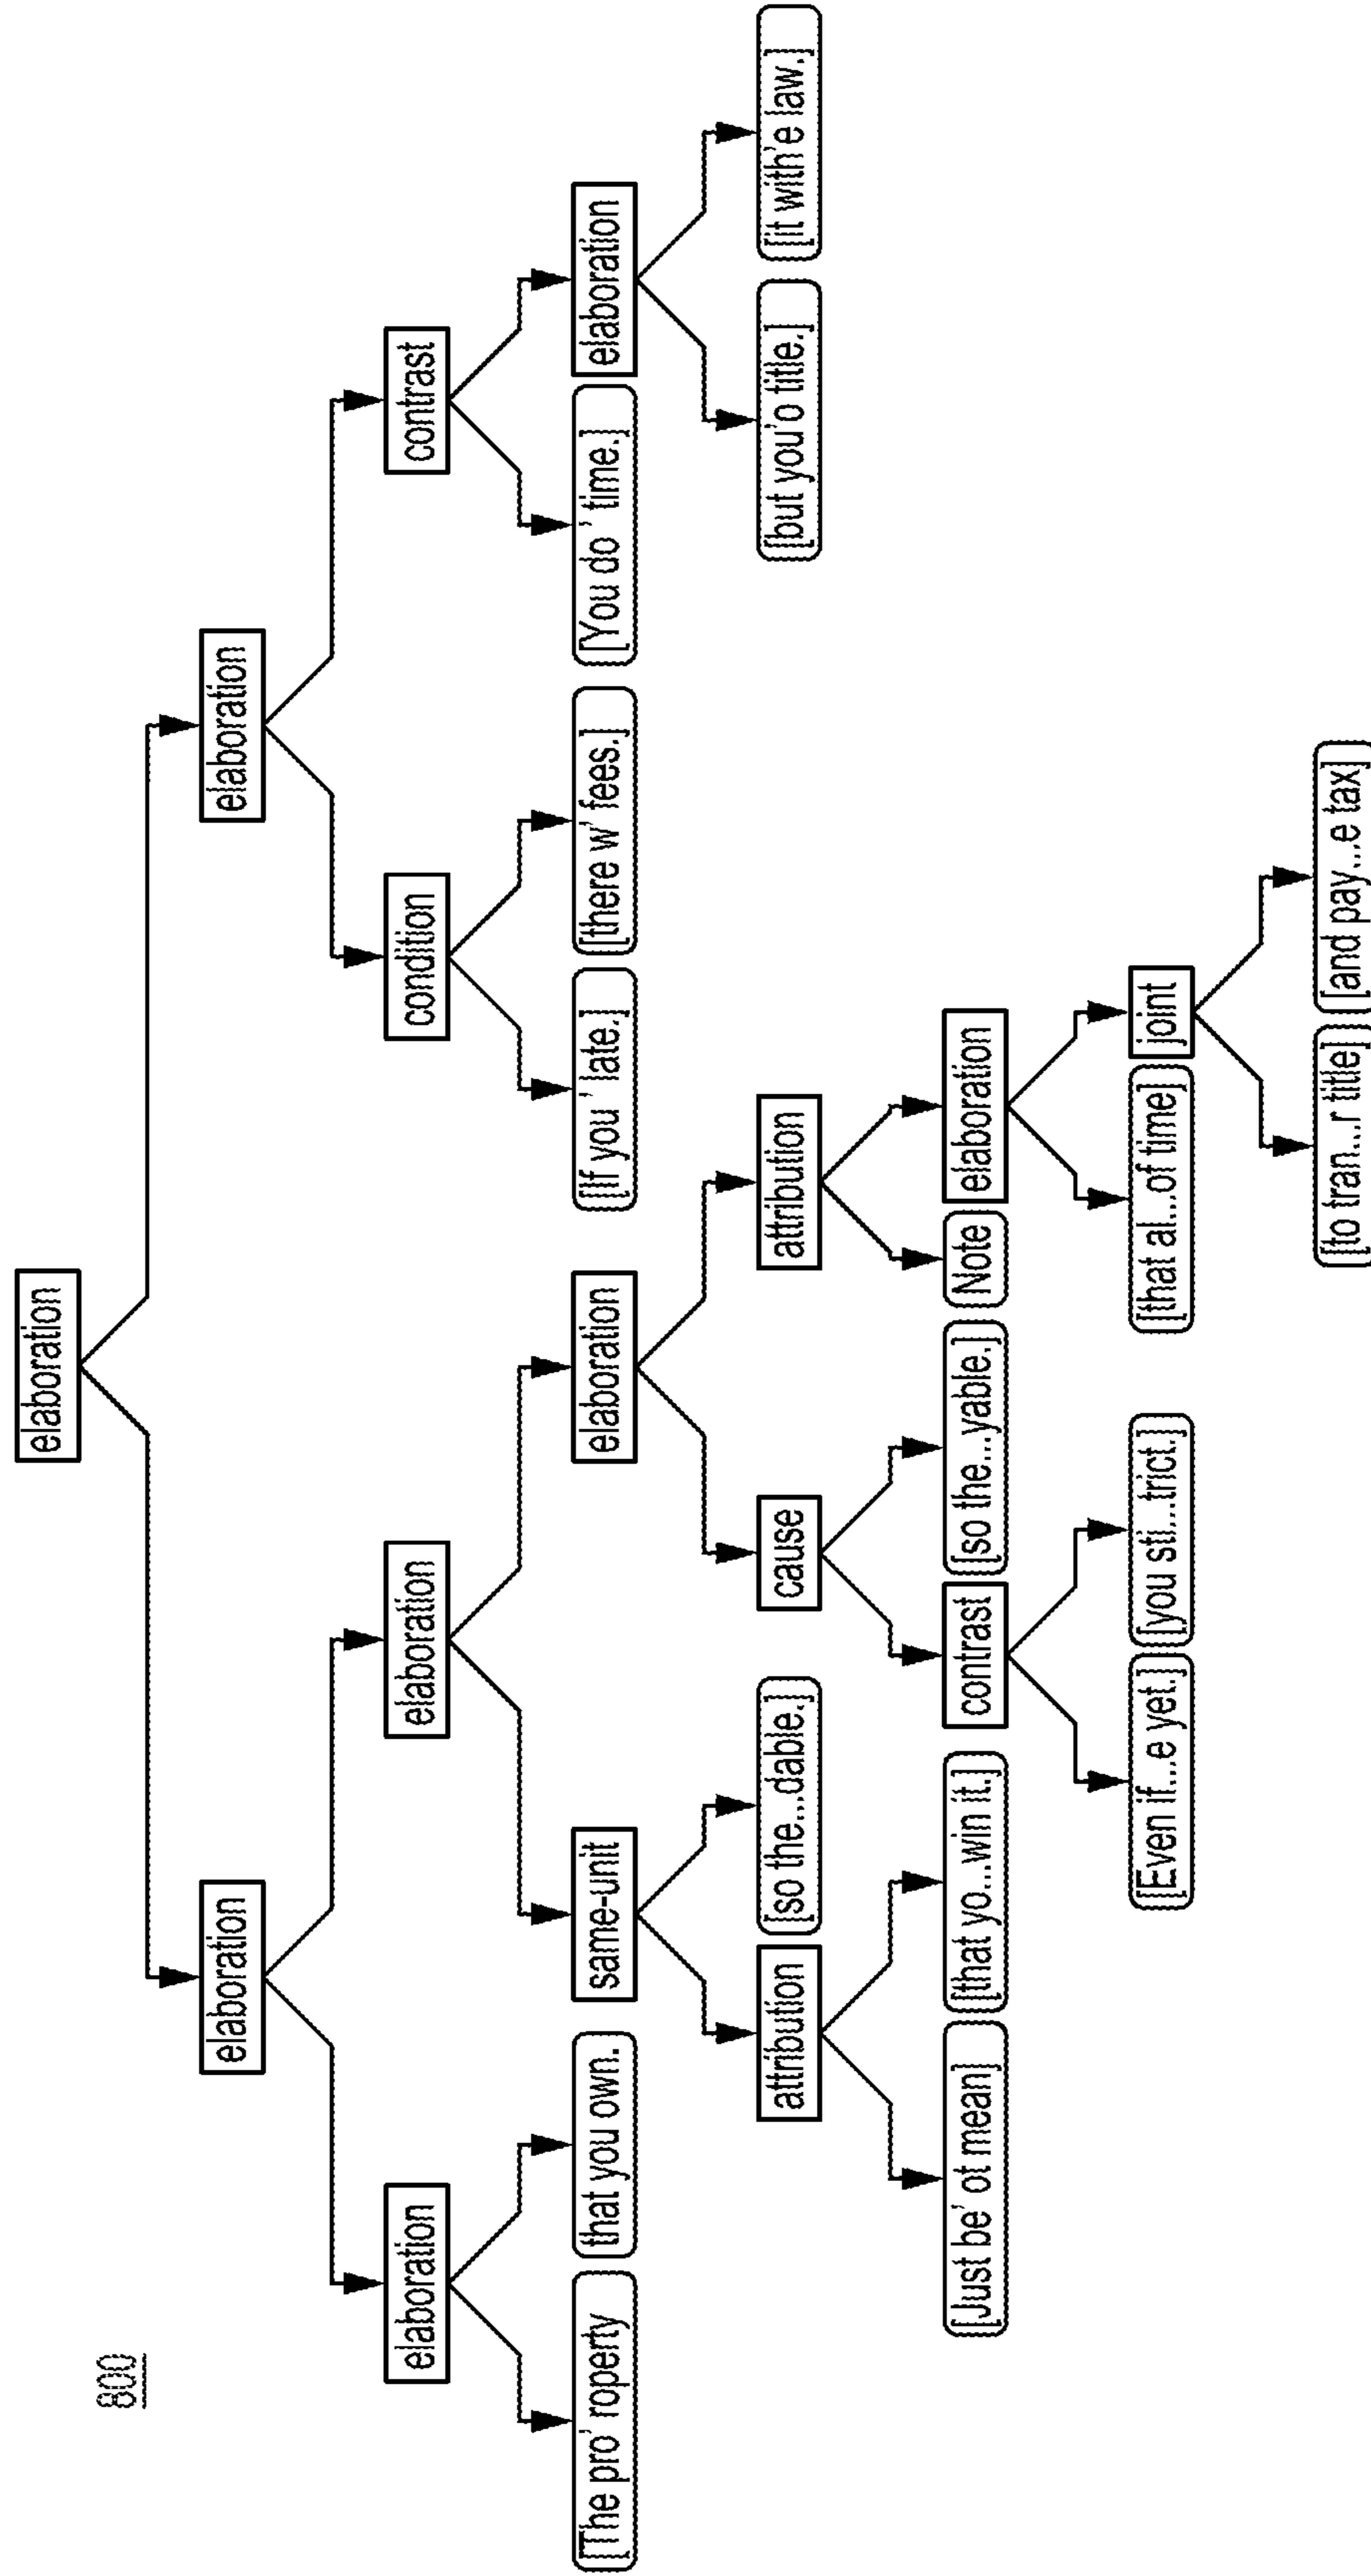 800
elaboration
elaboration
elaboration
elaboration
elaboration
condition
contrast
[The pro' roperty
that you own.
same-unit
elaboration
[If you ' late.]
[there w' fees.]
[You do ' time.]
elaboration
attribution
[so the...dable.]
cause
attribution
[but you'o title.]
[it with'e law.]
[Just be' ot mean]
[that yo...win it.]
contrast
[so the...yable.]
Note
elaboration
[Even if...e yet.]
[you sti...trict.]
[that al...of time]
joint
[to tran...r title]
[and pay...e tax]